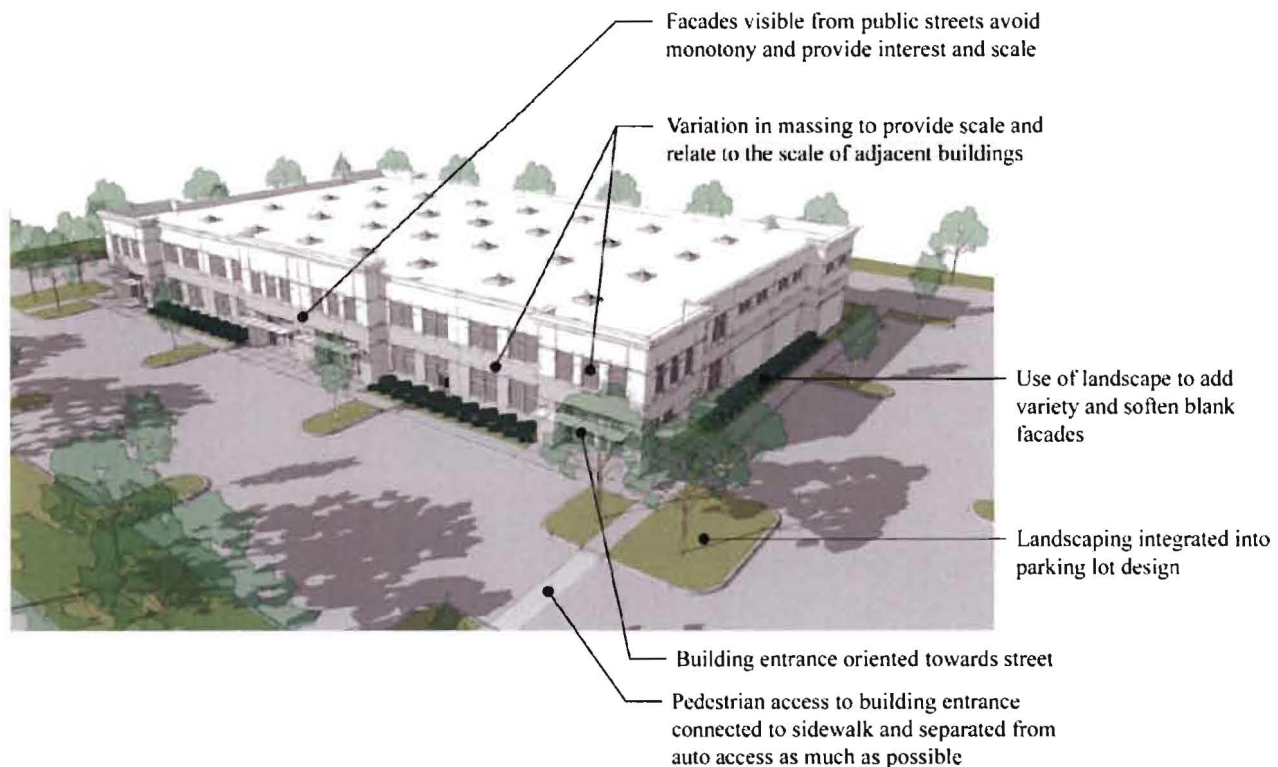 Facades visible from public streets avoid
monotony and provide interest and scale
Variation in massing to provide scale and
relate to the scale of adjacent buildings
Use of landscape to add
variety and soften blank
facades
Landscaping integrated into
parking lot design
Building entrance oriented towards street
Pedestrian access to building entrance
connected to sidewalk and separated from
auto access as much as possible